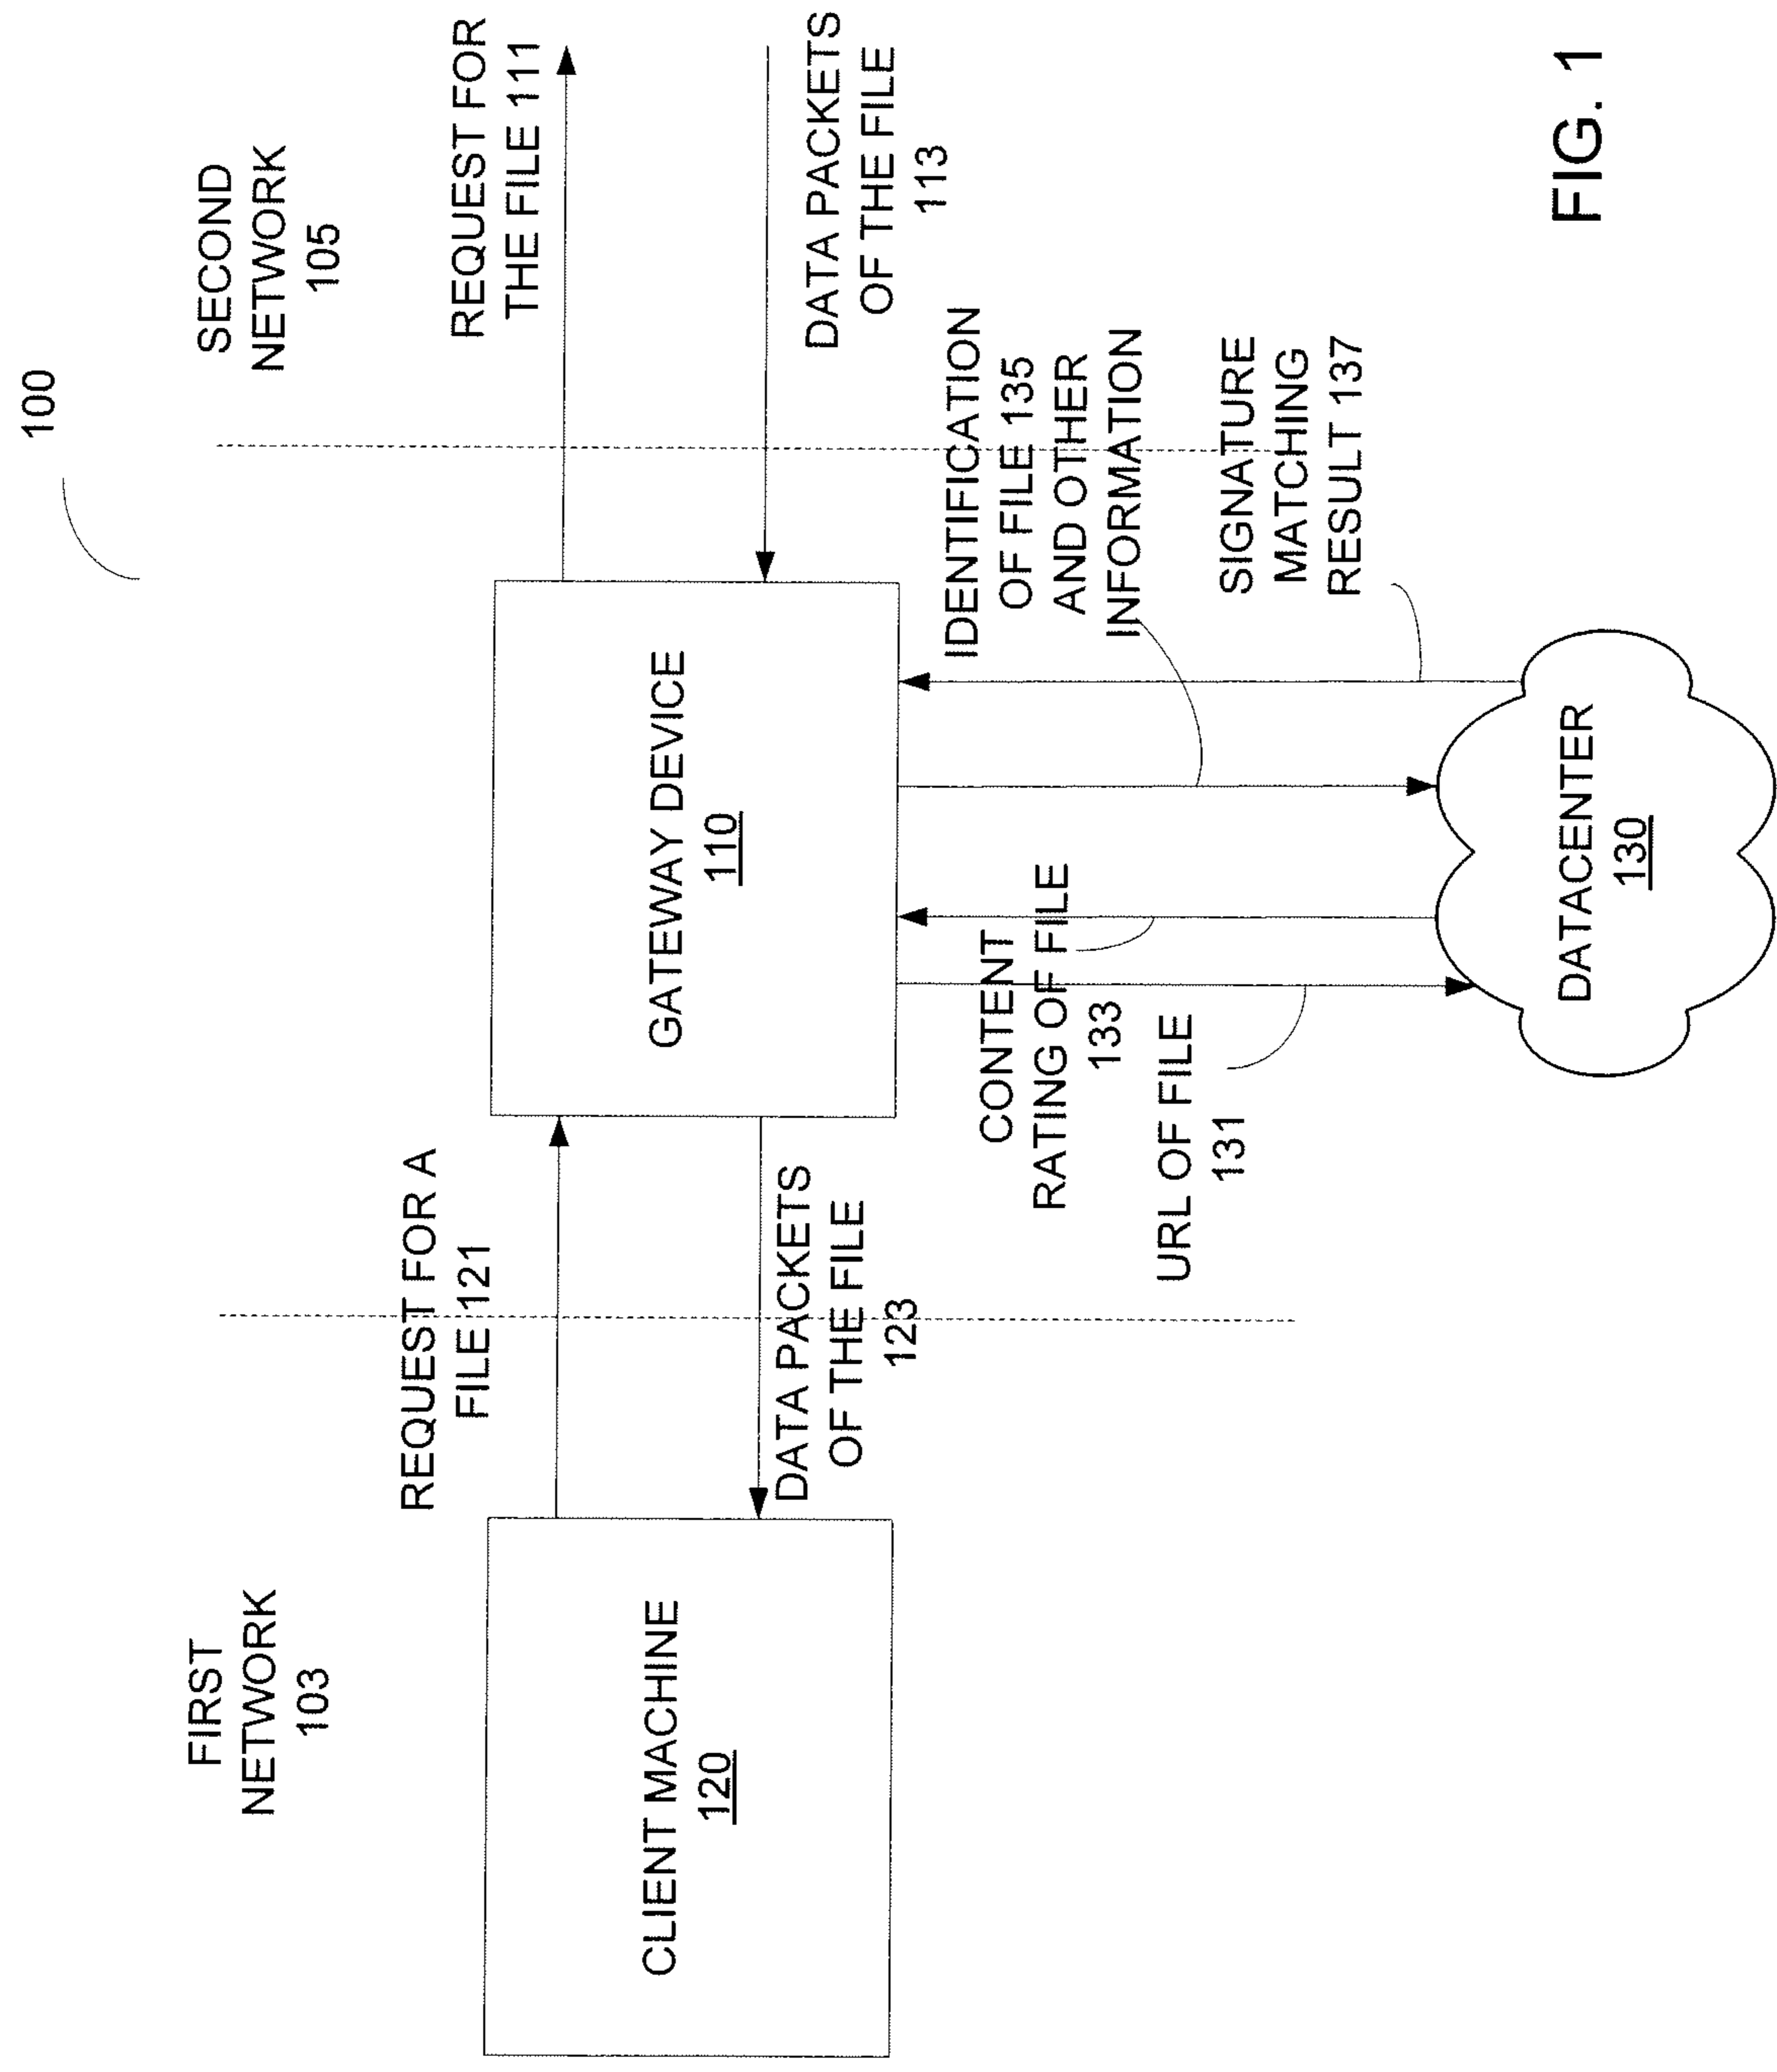 100
FIRST
NETWORK
103
SECOND
NETWORK
105
REQUEST FOR A
FILE 121
REQUEST FOR
THE FILE 111
CLIENT MACHINE
120
GATEWAY DEVICE
110
DATA PACKETS
OF THE FILE
123
DATA PACKETS
OF THE FILE
113
CONTENT
RATING OF FILE
133
URL OF FILE
131
IDENTIFICATION
OF FILE 135
AND OTHER
INFORMATION
SIGNATURE
MATCHING
RESULT 137
DATACENTER
130
FIG. 1